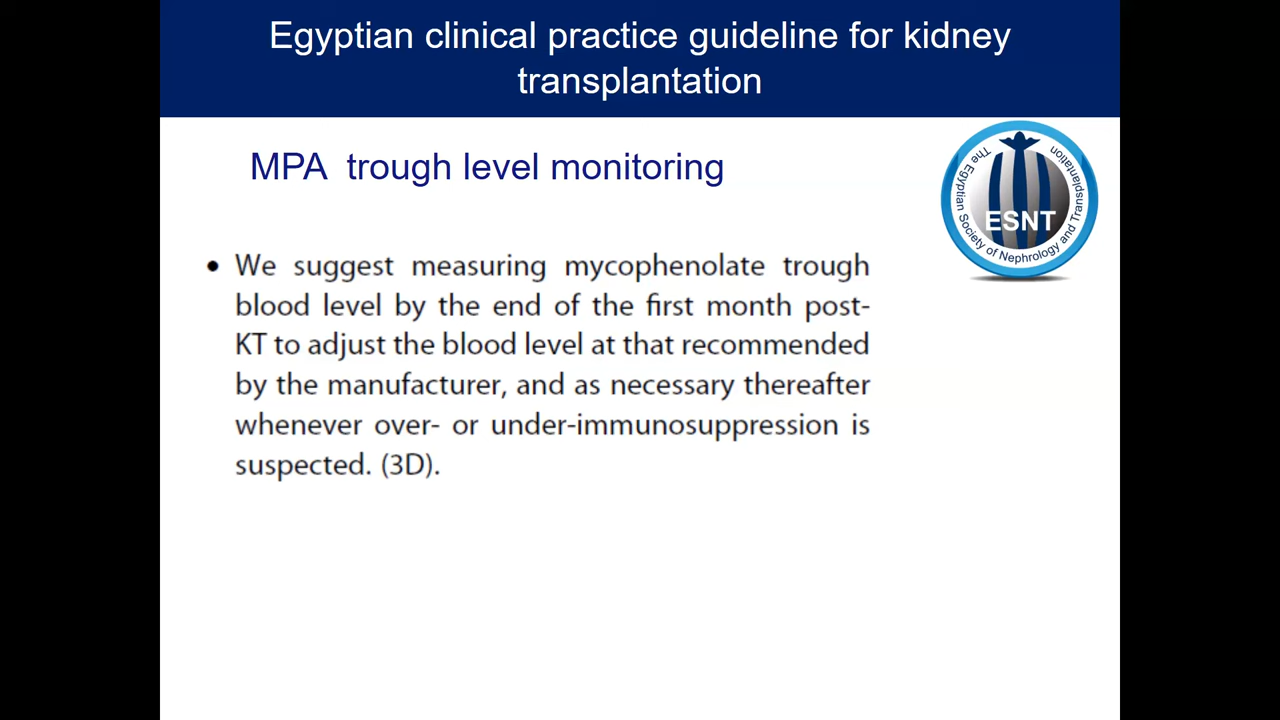 Egyptian clinical practice guideline for kidney
transplantation
MPA trough level monitoring
The Egyptian Society of Nephrology and Transplantation
ESNT
• We suggest measuring mycophenolate trough
blood level by the end of the first month post-
KT to adjust the blood level at that recommended
by the manufacturer, and as necessary thereafter
whenever over- or under-immunosuppression is
suspected. (3D).